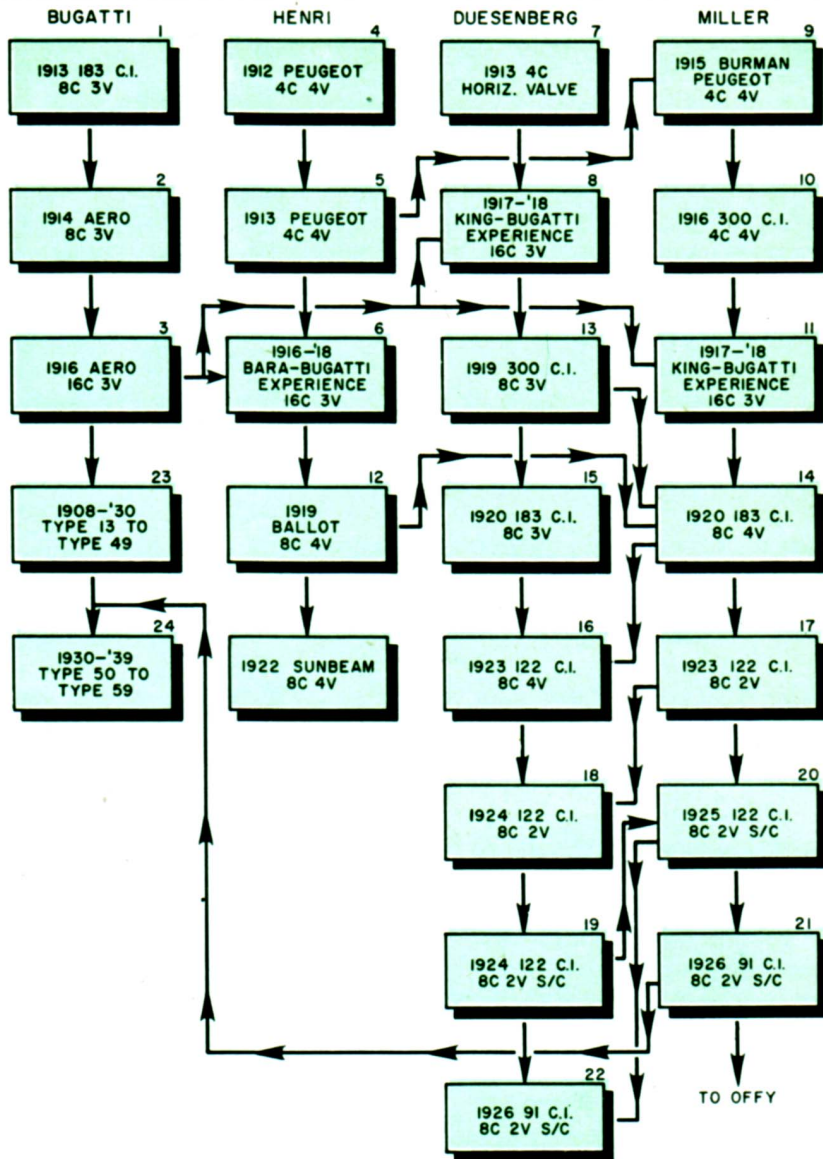 BUGATTI
HENRI
DUESENBERG
MILLER
1
1913 183 C.I.
8C 3V
4
1912 PEUGEOT
4C 4V
7
1913 4C
HORIZ. VALVE
9
1915 BURMAN
PEUGEOT
4C 4V
2
1914 AERO
8C 3V
5
1913 PEUGEOT
4C 4V
8
1917-'18
KING-BUGATTI
EXPERIENCE
16C 3V
10
1916 300 C.I.
4C 4V
3
1916 AERO
16C 3V
6
1916-'18
BARA-BUGATTI
EXPERIENCE
16C 3V
13
1919 300 C.I.
8C 3V
11
1917-'18
KING-BUGATTI
EXPERIENCE
16C 3V
23
1908-'30
TYPE 13 TO
TYPE 49
12
1919
BALLOT
8C 4V
15
1920 183 C.I.
8C 3V
14
1920 183 C.I.
8C 4V
24
1930-'39
TYPE 50 TO
TYPE 59
1922 SUNBEAM
8C 4V
16
1923 122 C.I.
8C 4V
17
1923 122 C.I.
8C 2V
18
1924 122 C.I.
8C 2V
20
1925 122 C.I.
8C 2V S/C
19
1924 122 C.I.
8C 2V S/C
21
1926 91 C.I.
8C 2V S/C
22
1926 91 C.I.
8C 2V S/C
TO OFFY